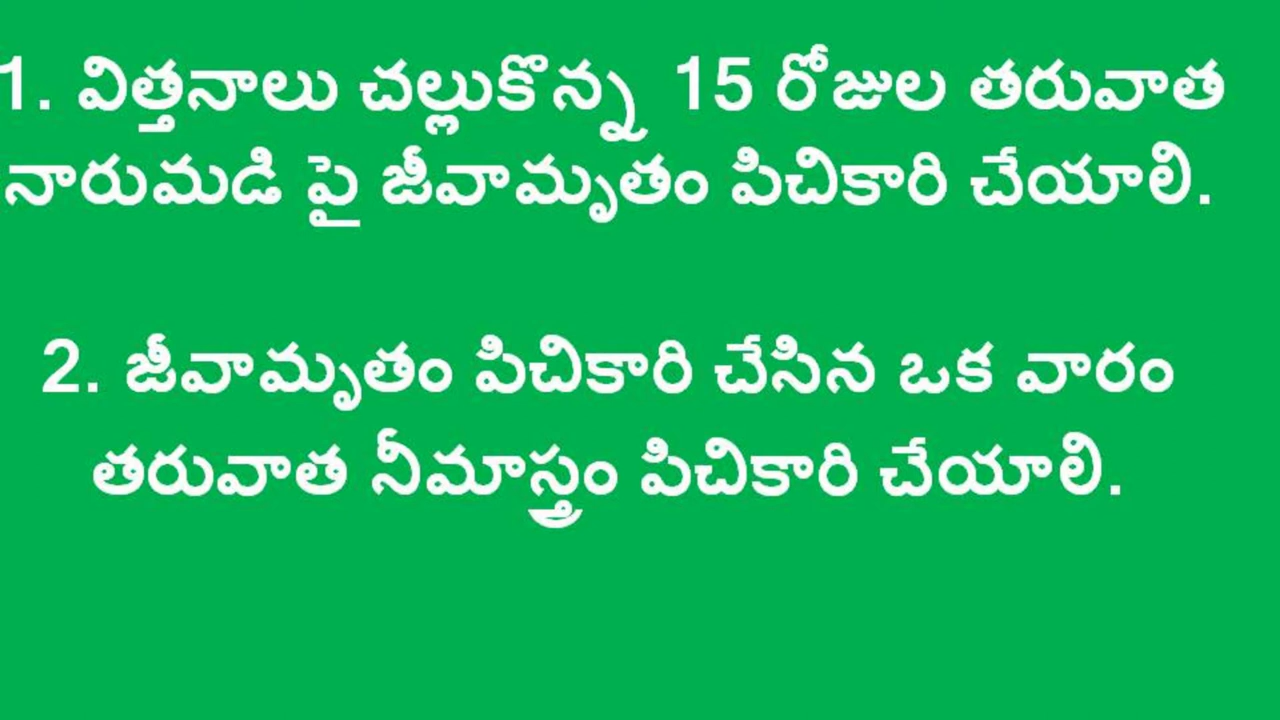 1. విత్తనాలు చల్లుకొన్న 15 రోజుల తరువాత
నారుమడి పై జీవామృతం పిచికారి చేయాలి.
2. జీవామృతం పిచికారి చేసిన ఒక వారం
తరువాత నీమాస్త్రం పిచికారి చేయాలి.